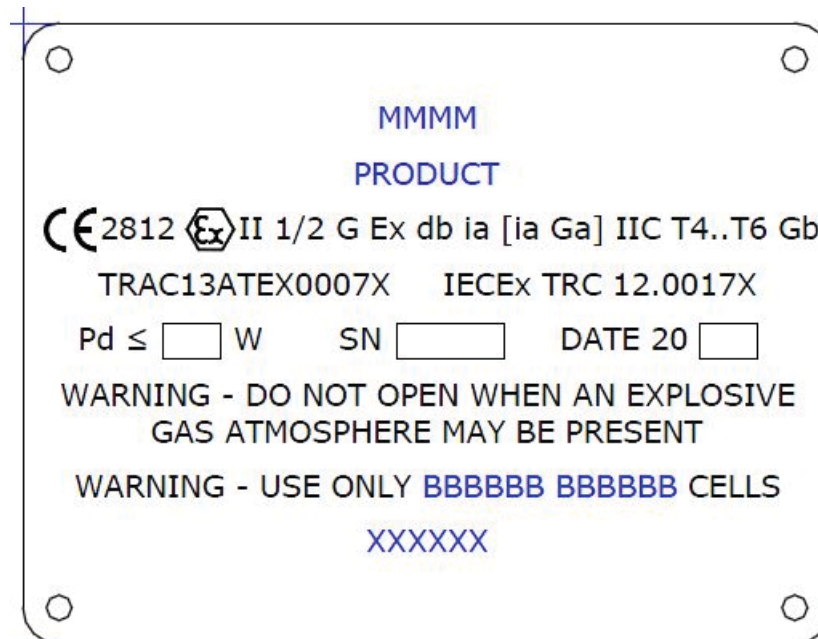 MMMM
PRODUCT
CE 2812 Ex II 1/2 G Ex db ia [ia Ga] IIC T4..T6 Gb
TRAC13ATEX0007X IECEx TRC 12.0017X
Pd ≤ W SN DATE 20
WARNING - DO NOT OPEN WHEN AN EXPLOSIVE
GAS ATMOSPHERE MAY BE PRESENT
WARNING - USE ONLY BBBBBB BBBBBB CELLS
XXXXXX